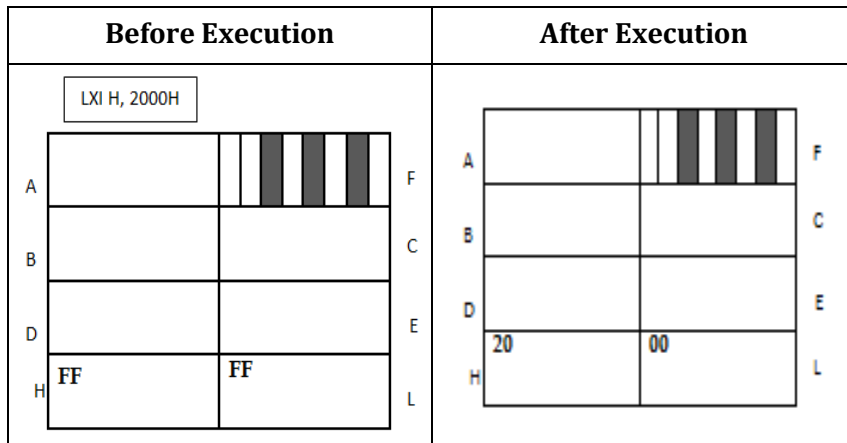 Before Execution
After Execution
LXI H, 2000H
A
F
B
C
D
E
H
FF
FF
L
A
F
B
C
D
E
H
20
00
L